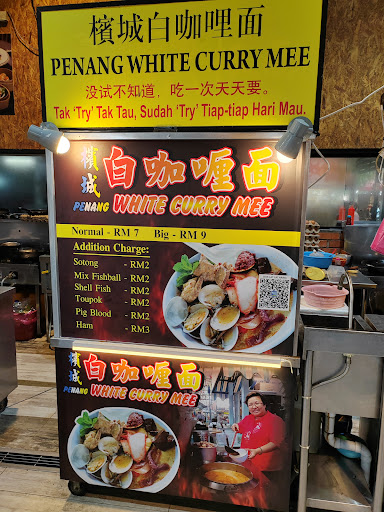 檳城白咖哩面
PENANG WHITE CURRY MEE
没试不知道，吃一次天天要。
Tak 'Try' Tak Tau, Sudah 'Try' Tiap-tiap Hari Mau.
檳城 白咖喱面
PENANG WHITE CURRY MEE
Normal - RM 7 Big - RM 9
Addition Charge:
Sotong - RM2
Mix Fishball - RM2
Shell Fish - RM2
Toupok - RM2
Pig Blood - RM2
Ham - RM3
檳城 白咖喱面
PENANG WHITE CURRY MEE